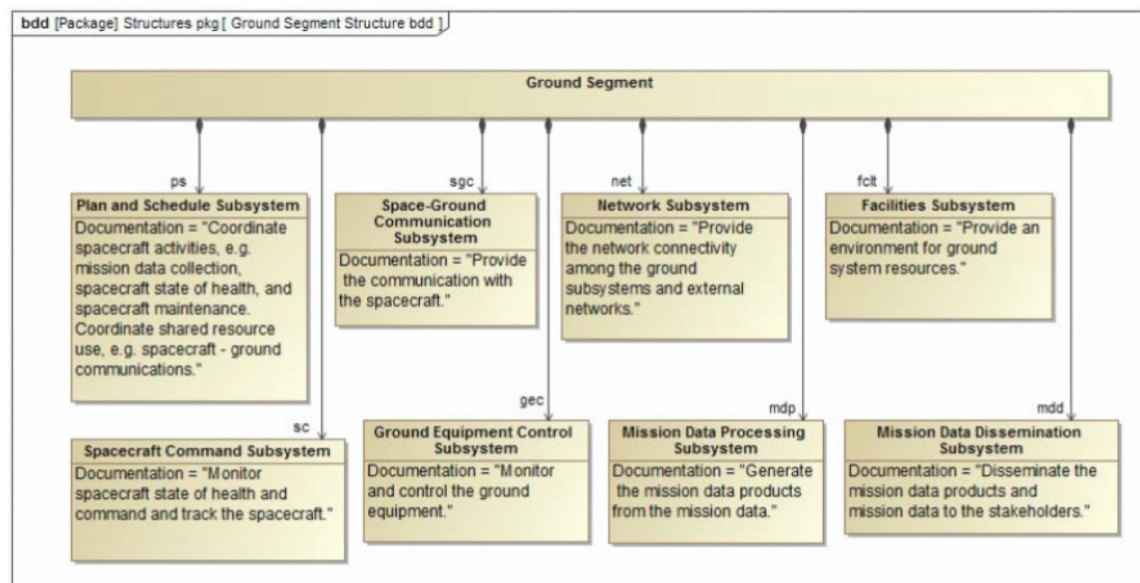 bdd [Package] Structures pkg[ Ground Segment Structure bdd ]
Ground Segment
ps
sgc
net
fclt
Plan and Schedule Subsystem
Documentation = "Coordinate
spacecraft activities, e.g.
mission data collection,
spacecraft state of health, and
spacecraft maintenance.
Coordinate shared resource
use, e.g. spacecraft - ground
communications."
Space-Ground
Communication
Subsystem
Documentation = "Provide
the communication with
the spacecraft."
Network Subsystem
Documentation = "Provide
the network connectivity
among the ground
subsystems and external
networks."
Facilities Subsystem
Documentation = "Provide an
environment for ground
system resources."
sc
gec
mdp
mdd
Spacecraft Command Subsystem
Documentation = "Monitor
spacecraft state of health and
command and track the spacecraft."
Ground Equipment Control
Subsystem
Documentation = "Monitor
and control the ground
equipment."
Mission Data Processing
Subsystem
Documentation = "Generate
the mission data products
from the mission data."
Mission Data Dissemination
Subsystem
Documentation = "Disseminate the
mission data products and
mission data to the stakeholders."